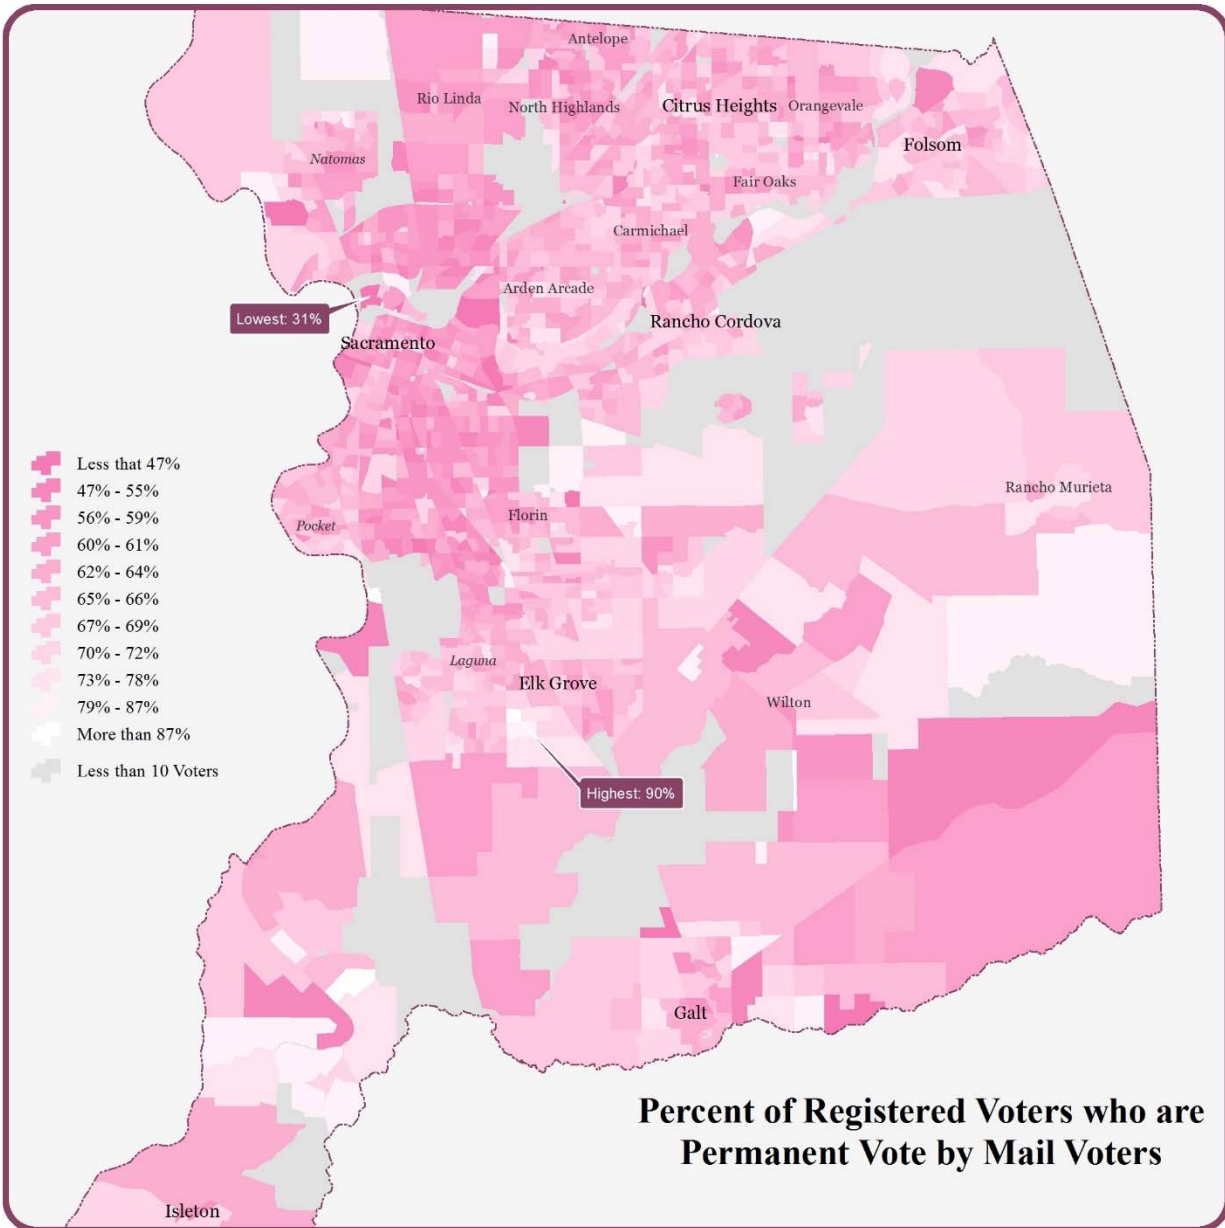 Antelope
Rio Linda
North Highlands
Citrus Heights
Orangevale
Folsom
Natomas
Fair Oaks
Carmichael
Arden Arcade
Lowest: 31%
Rancho Cordova
Sacramento
Less that 47%
47% - 55%
56% - 59%
60% - 61%
62% - 64%
65% - 66%
67% - 69%
70% - 72%
73% - 78%
79% - 87%
More than 87%
Less than 10 Voters
Rancho Murieta
Florin
Pocket
Laguna
Elk Grove
Wilton
Highest: 90%
Galt
Percent of Registered Voters who are
Permanent Vote by Mail Voters
Isleton